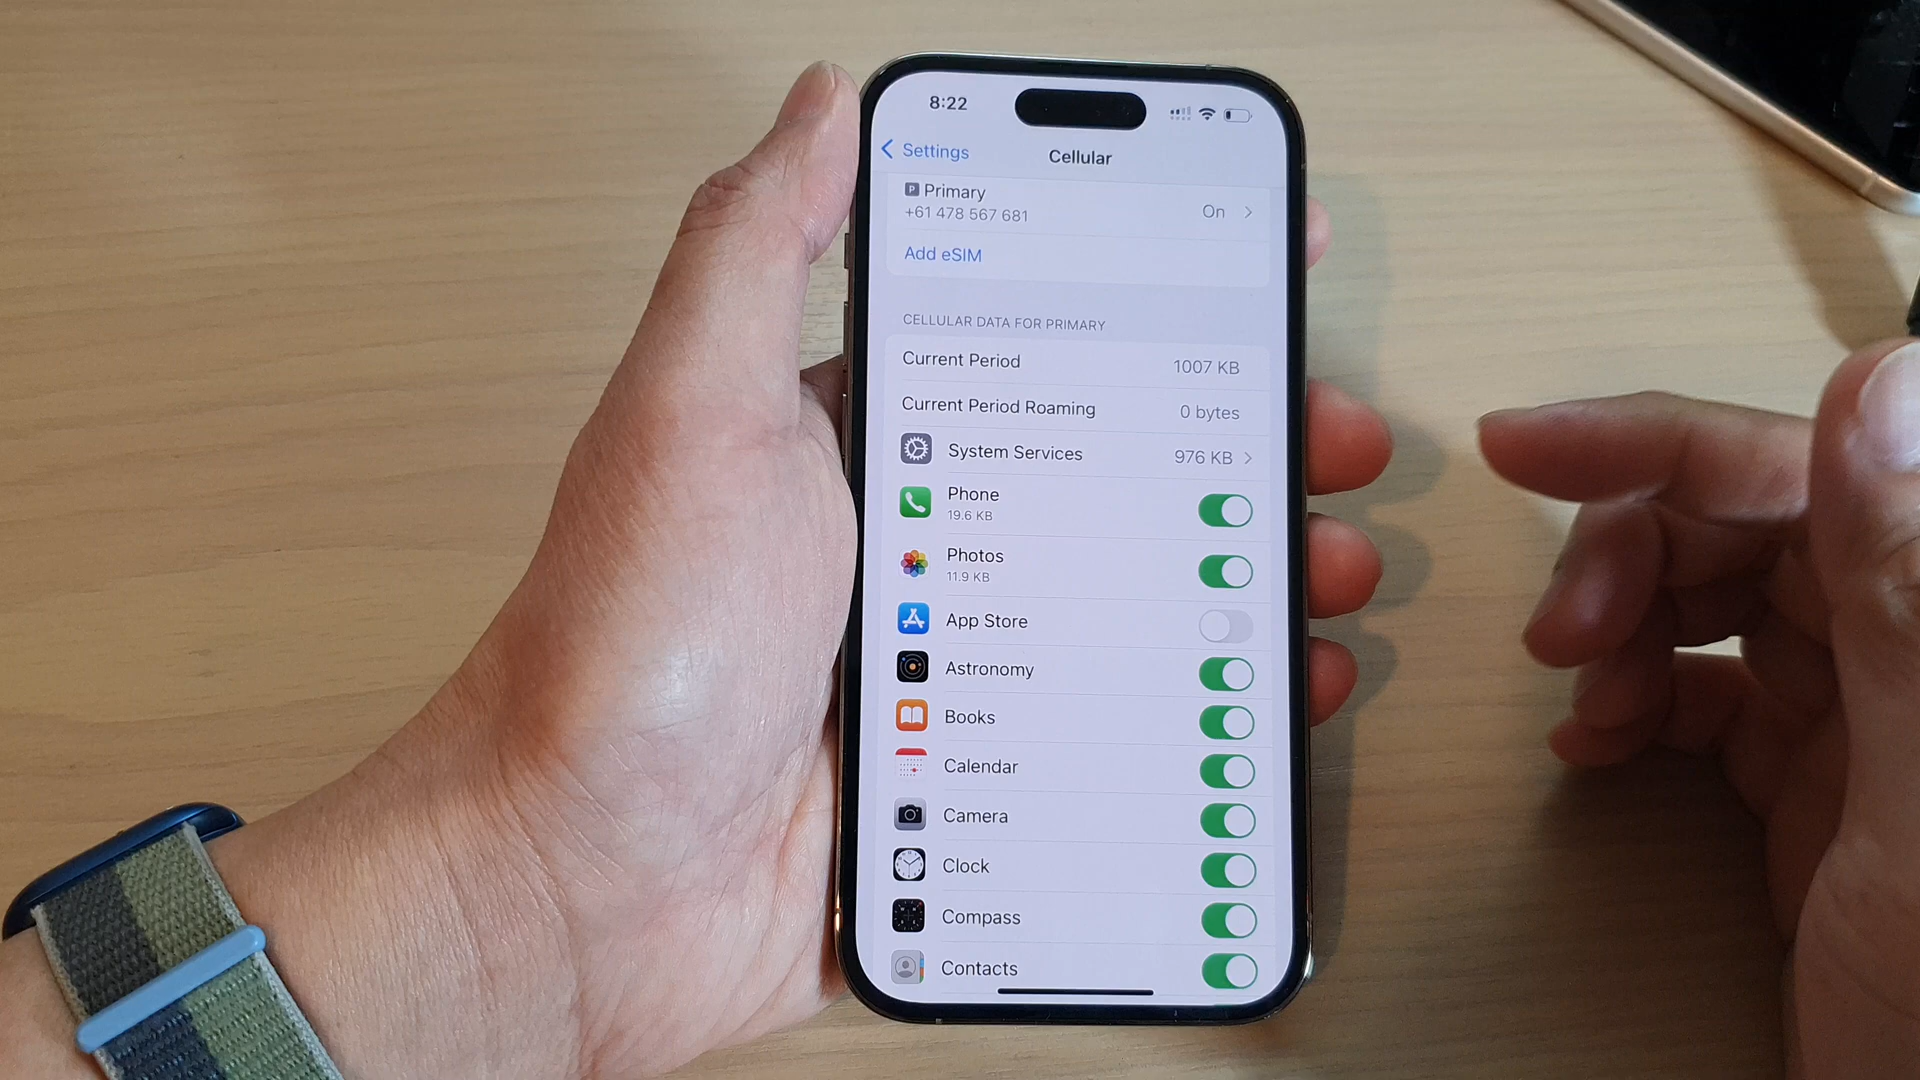 8:22
Settings
Cellular
P Primary
+61 478 567 681
On
Add eSIM
CELLULAR DATA FOR PRIMARY
Current Period 1007 KB
Current Period Roaming 0 bytes
System Services 976 KB
Phone
19.6 KB
Photos
11.9 KB
App Store
Astronomy
Books
Calendar
Camera
Clock
Compass
Contacts